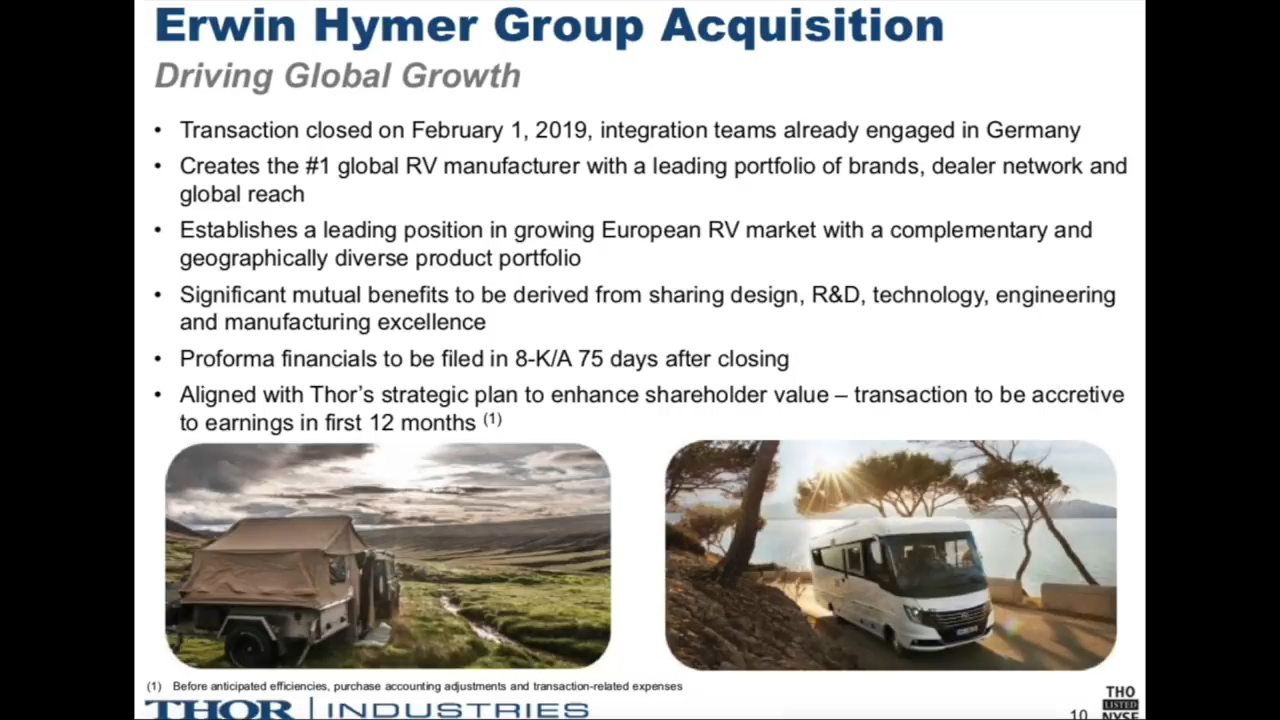 Erwin Hymer Group Acquisition
Driving Global Growth
• Transaction closed on February 1, 2019, integration teams already engaged in Germany
• Creates the #1 global RV manufacturer with a leading portfolio of brands, dealer network and
global reach
• Establishes a leading position in growing European RV market with a complementary and
geographically diverse product portfolio
• Significant mutual benefits to be derived from sharing design, R&D, technology, engineering
and manufacturing excellence
• Proforma financials to be filed in 8-K/A 75 days after closing
• Aligned with Thor's strategic plan to enhance shareholder value – transaction to be accretive
to earnings in first 12 months (1)
(1) Before anticipated efficiencies, purchase accounting adjustments and transaction-related expenses
THOR | INDUSTRIES
10
THO
LISTED
NYSE